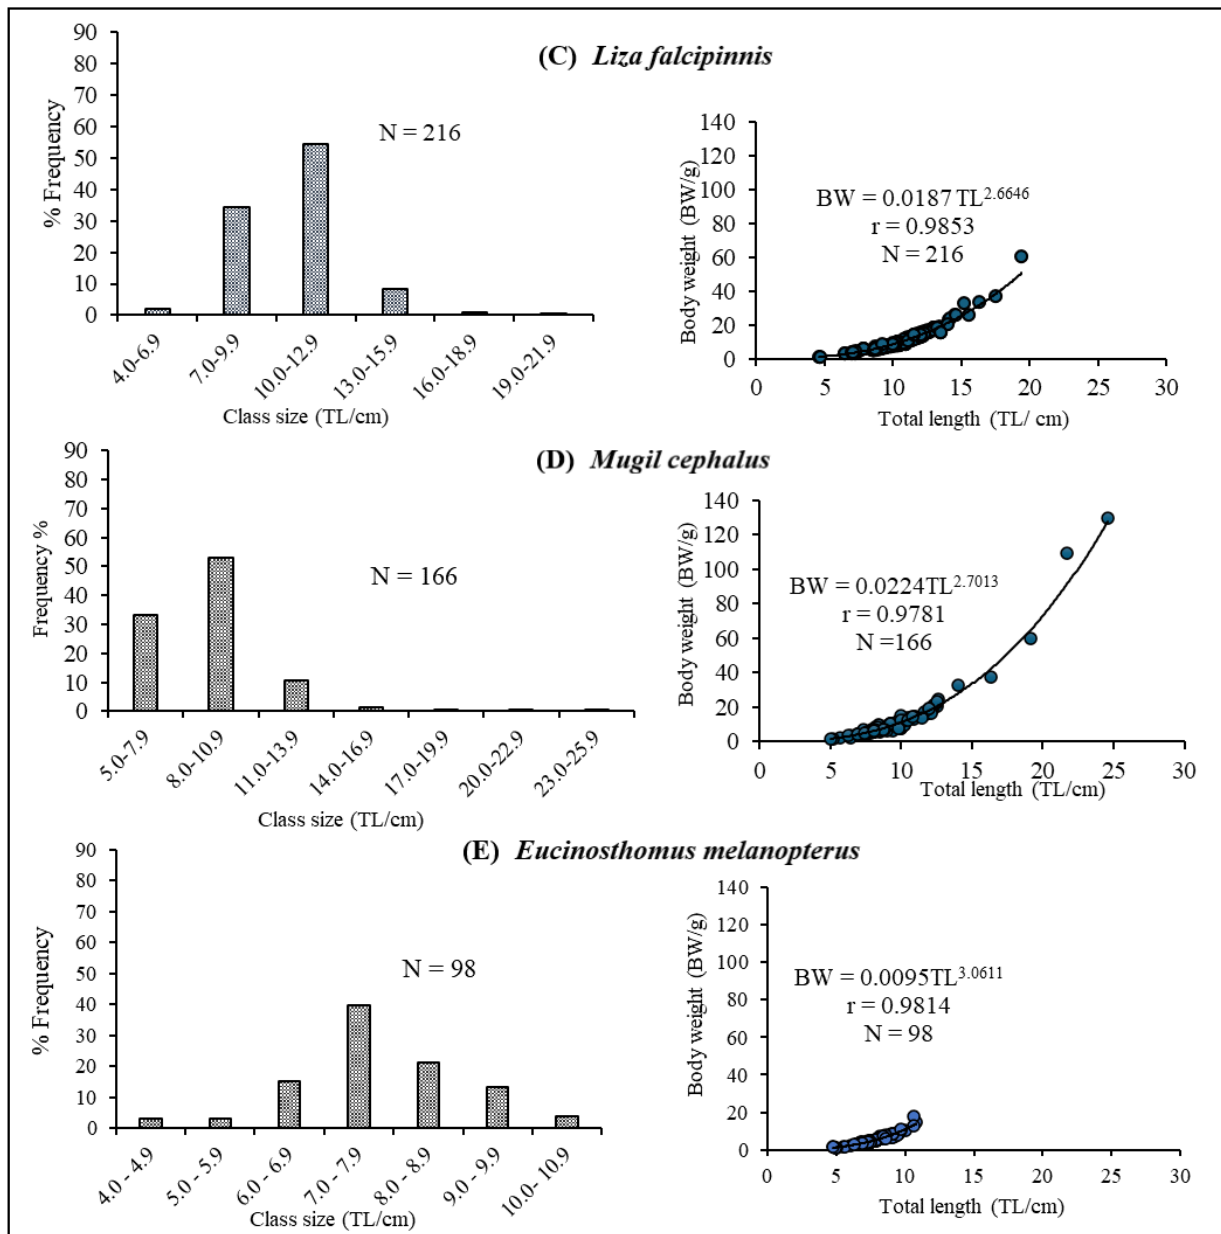 (C) Liza falcipinnis
% Frequency
90
80
70
60
50
40
30
20
10
0
N = 216
4.0-6.9
7.0-9.9
10.0-12.9
13.0-15.9
16.0-18.9
19.0-21.9
Class size (TL/cm)
Body weight (BW/g)
140
120
100
80
60
40
20
0
BW = 0.0187 TL^2.6646
r = 0.9853
N = 216
0 5 10 15 20 25 30
Total length (TL/ cm)
(D) Mugil cephalus
Frequency %
90
80
70
60
50
40
30
20
10
0
N = 166
5.0-7.9
8.0-10.9
11.0-13.9
14.0-16.9
17.0-19.9
20.0-22.9
23.0-25.9
Class size (TL/cm)
Body weight (BW/g)
140
120
100
80
60
40
20
0
BW = 0.0224TL^2.7013
r = 0.9781
N =166
0 5 10 15 20 25 30
Total length (TL/cm)
(E) Eucinosthomus melanopterus
% Frequency
90
80
70
60
50
40
30
20
10
0
N = 98
4.0 - 4.9
5.0 - 5.9
6.0 - 6.9
7.0 - 7.9
8.0 - 8.9
9.0 - 9.9
10.0- 10.9
Class size (TL/cm)
Body weight (BW/g)
140
120
100
80
60
40
20
0
BW = 0.0095TL^3.0611
r = 0.9814
N = 98
0 5 10 15 20 25 30
Total length (TL/cm)